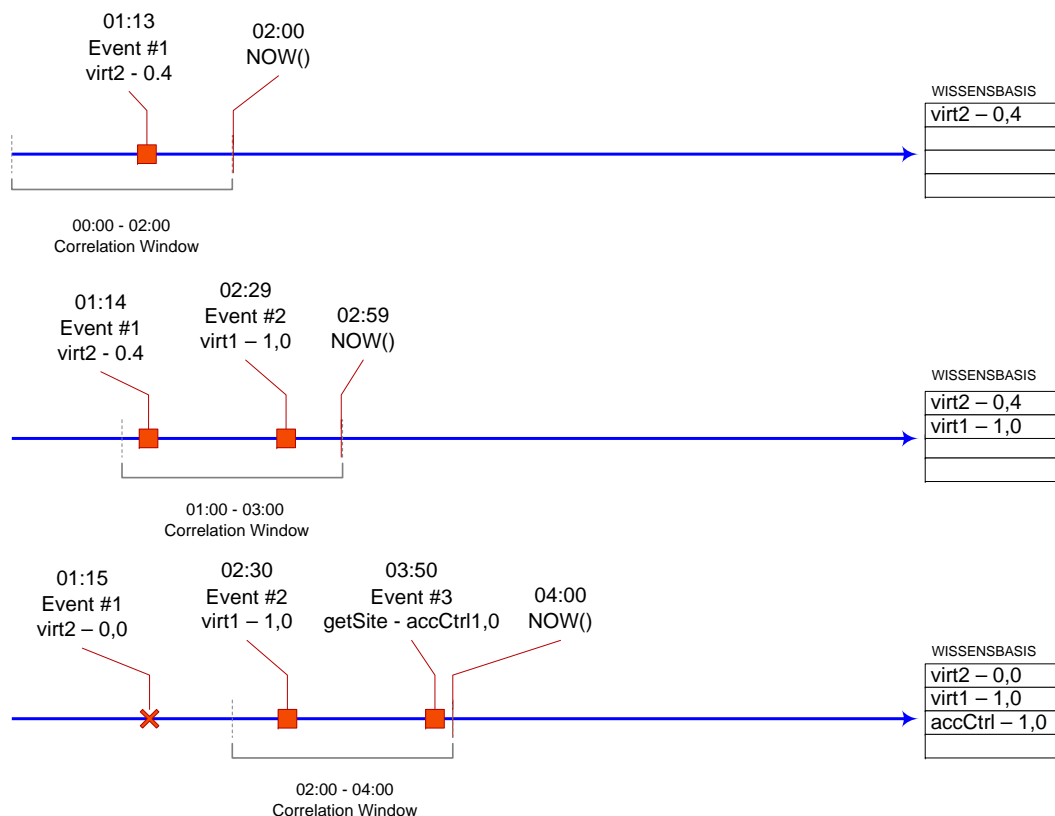 01:13
Event #1
virt2 - 0.4
02:00
NOW()
WISSENSBASIS
virt2 – 0,4
00:00 - 02:00
Correlation Window
01:14
Event #1
virt2 - 0.4
02:29
Event #2
virt1 – 1,0
02:59
NOW()
WISSENSBASIS
virt2 – 0,4
virt1 – 1,0
01:00 - 03:00
Correlation Window
01:15
Event #1
virt2 – 0,0
02:30
Event #2
virt1 – 1,0
03:50
Event #3
getSite - accCtrl1,0
04:00
NOW()
WISSENSBASIS
virt2 – 0,0
virt1 – 1,0
accCtrl – 1,0
02:00 - 04:00
Correlation Window